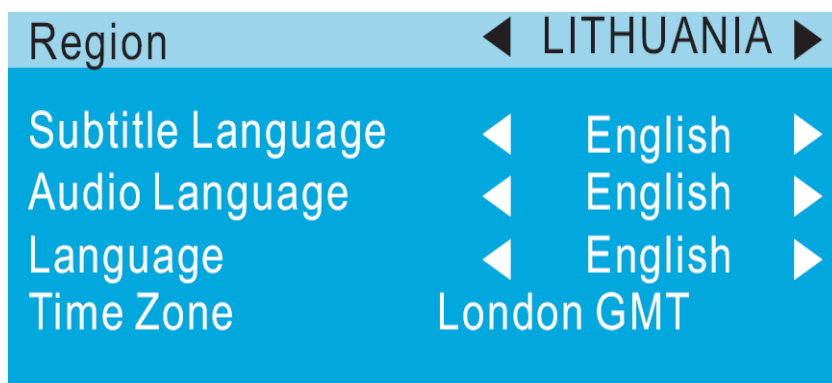 Region LITHUANIA
Subtitle Language English
Audio Language English
Language English
Time Zone London GMT